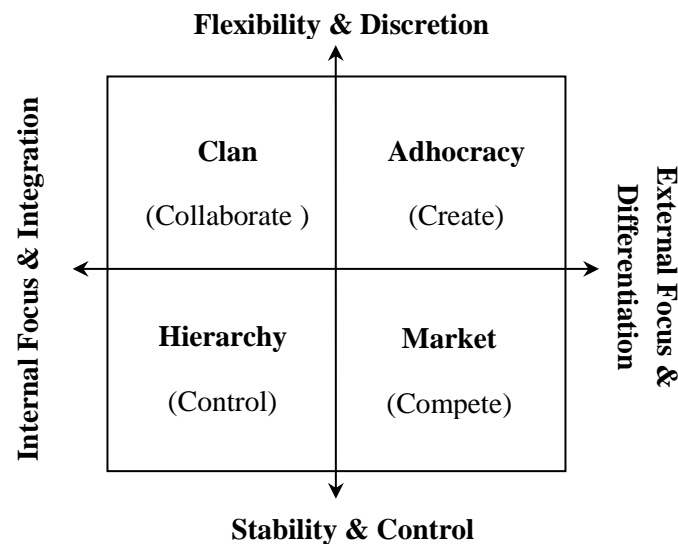 Flexibility & Discretion
Internal Focus & Integration
Clan
(Collaborate )
Adhocracy
(Create)
Hierarchy
(Control)
Market
(Compete)
External Focus &
Differentiation
Stability & Control